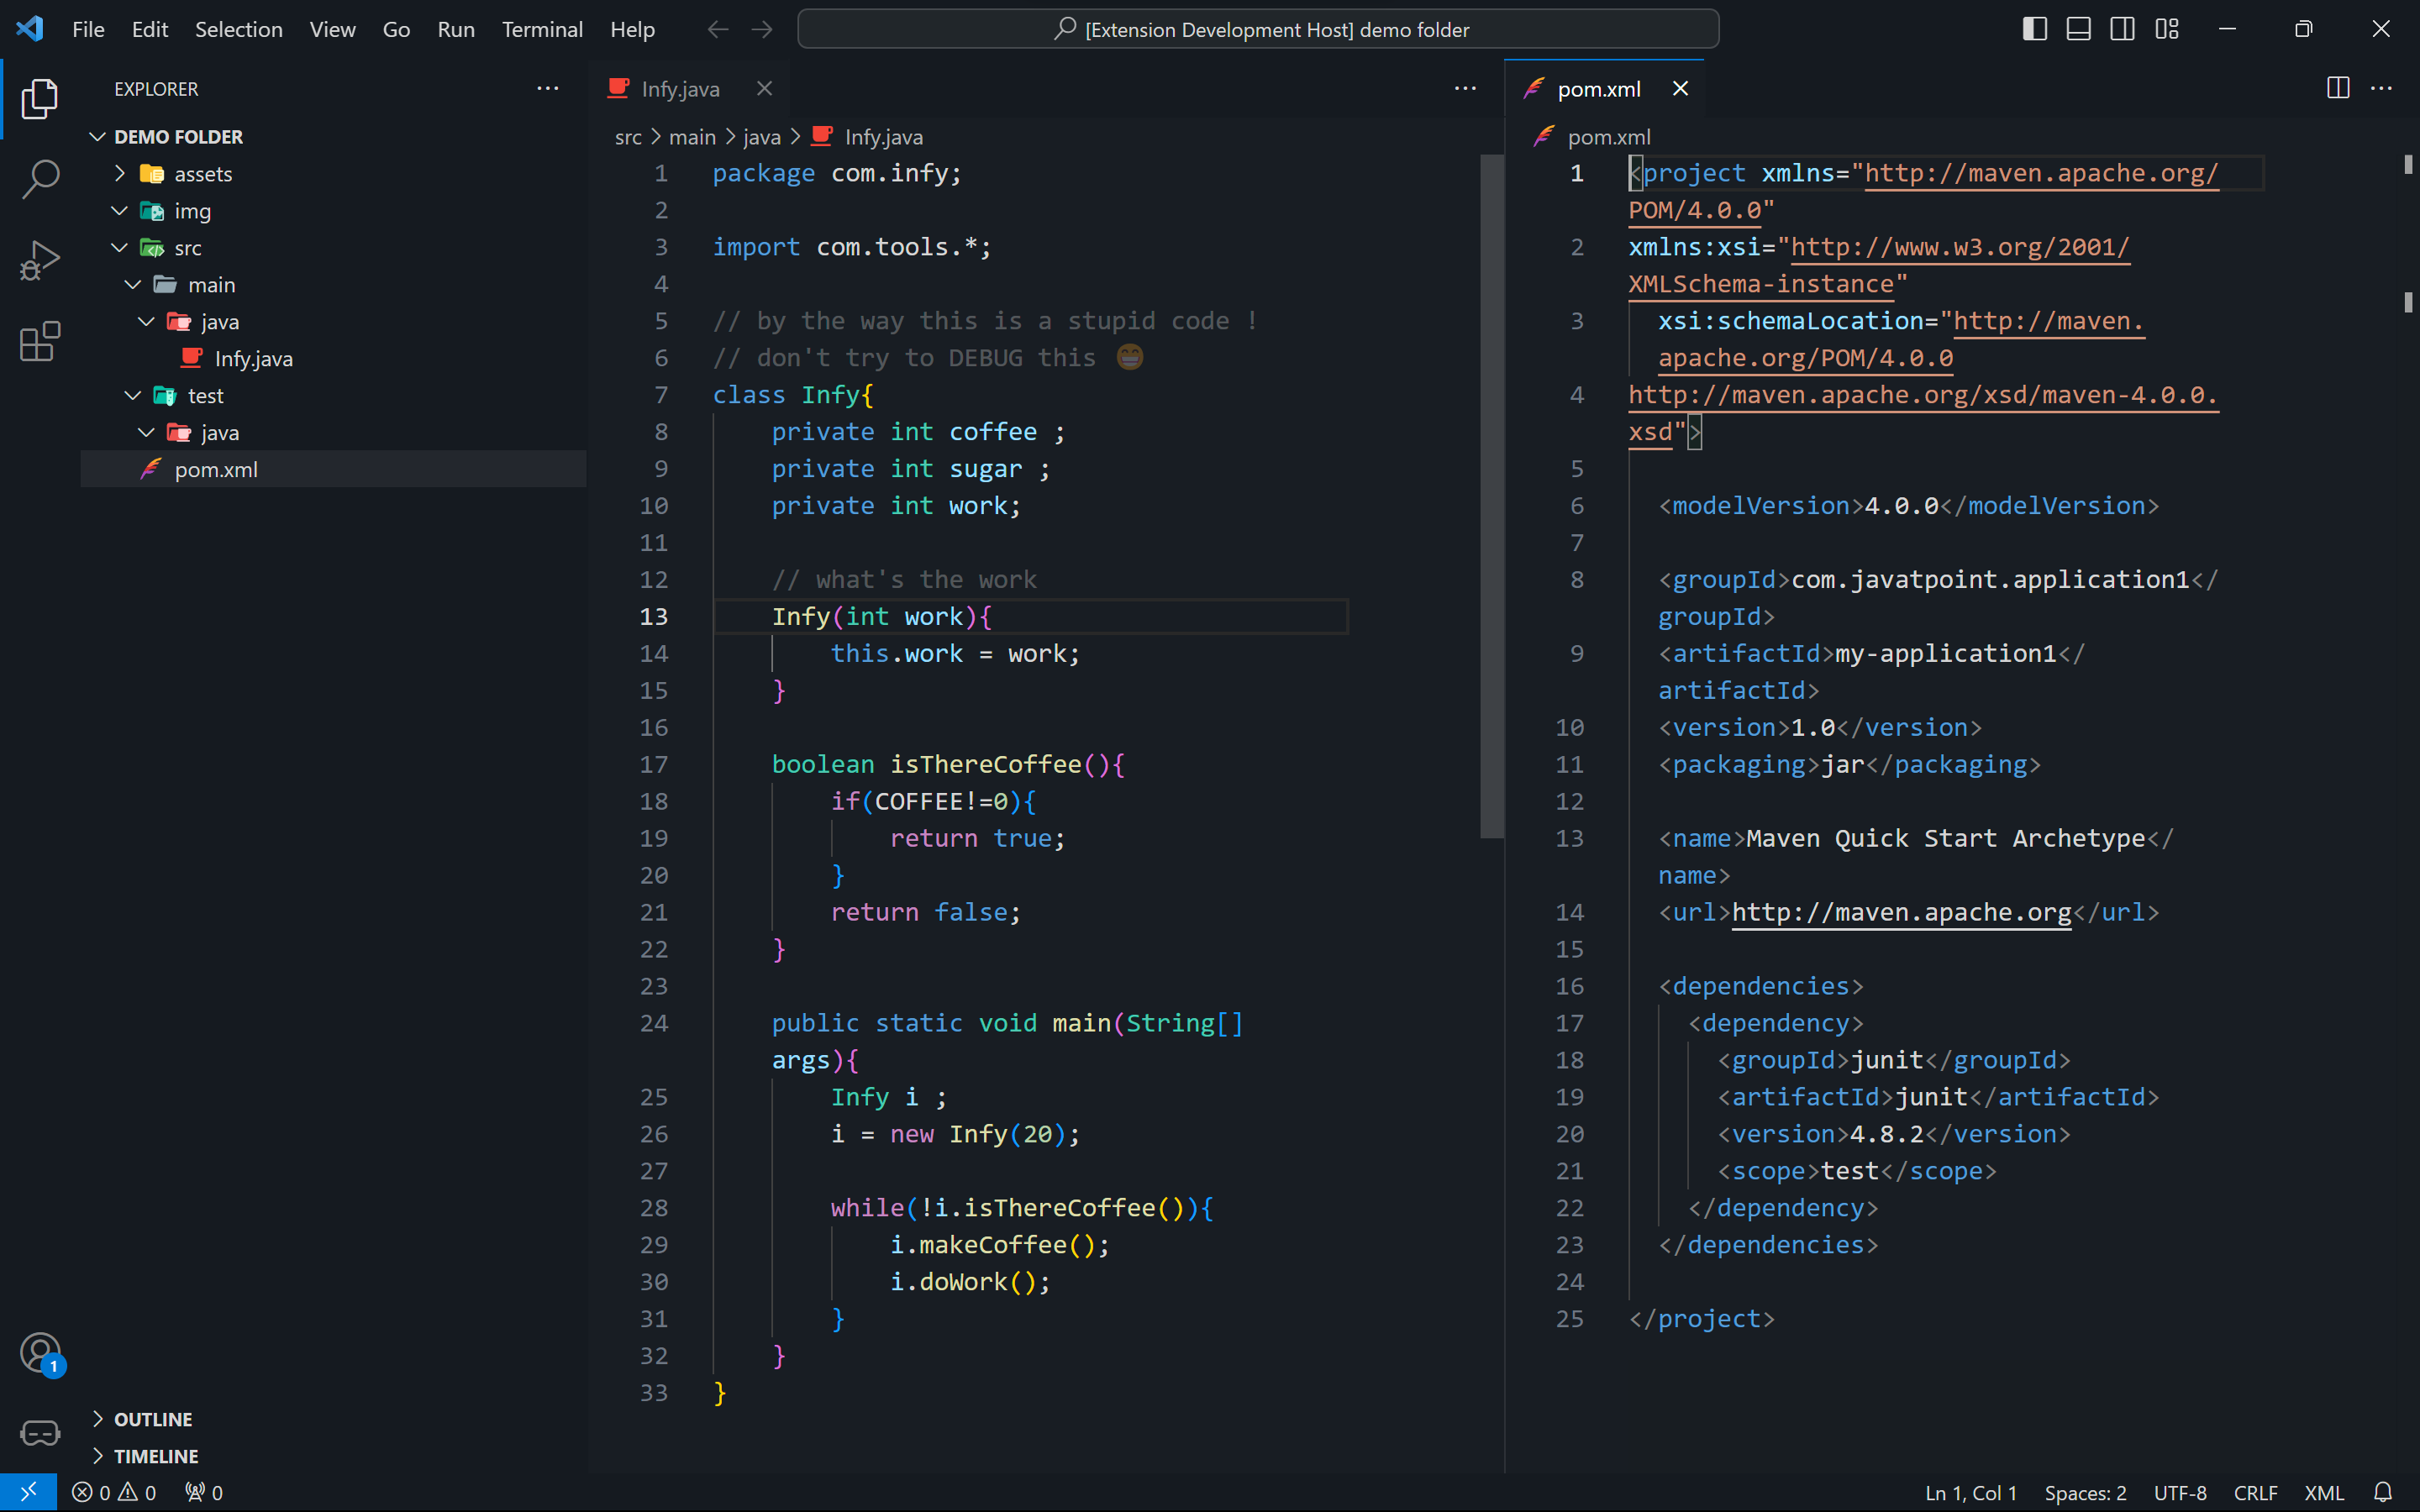 File Edit Selection View Go Run Terminal Help
[Extension Development Host] demo folder
EXPLORER
DEMO FOLDER
assets
img
src
main
java
Infy.java
test
java
pom.xml
OUTLINE
TIMELINE
Infy.java
src > main > java > Infy.java
1 package com.infy;
2
3 import com.tools.*;
4
5 // by the way this is a stupid code !
6 // don't try to DEBUG this 😁
7 class Infy{
8 private int coffee ;
9 private int sugar ;
10 private int work;
11
12 // what's the work
13 Infy(int work){
14 this.work = work;
15 }
16
17 boolean isThereCoffee(){
18 if(COFFEE!=0){
19 return true;
20 }
21 return false;
22 }
23
24 public static void main(String[]
args){
25 Infy i ;
26 i = new Infy(20);
27
28 while(!i.isThereCoffee()){
29 i.makeCoffee();
30 i.doWork();
31 }
32 }
33 }
pom.xml
pom.xml
1 <project xmlns="http://maven.apache.org/
POM/4.0.0"
2 xmlns:xsi="http://www.w3.org/2001/
XMLSchema-instance"
3 xsi:schemaLocation="http://maven.
apache.org/POM/4.0.0
4 http://maven.apache.org/xsd/maven-4.0.0.
xsd">
5
6 <modelVersion>4.0.0</modelVersion>
7
8 <groupId>com.javatpoint.application1</
groupId>
9 <artifactId>my-application1</
artifactId>
10 <version>1.0</version>
11 <packaging>jar</packaging>
12
13 <name>Maven Quick Start Archetype</
name>
14 <url>http://maven.apache.org</url>
15
16 <dependencies>
17 <dependency>
18 <groupId>junit</groupId>
19 <artifactId>junit</artifactId>
20 <version>4.8.2</version>
21 <scope>test</scope>
22 </dependency>
23 </dependencies>
24
25 </project>
1
0 0 0
Ln 1, Col 1 Spaces: 2 UTF-8 CRLF XML